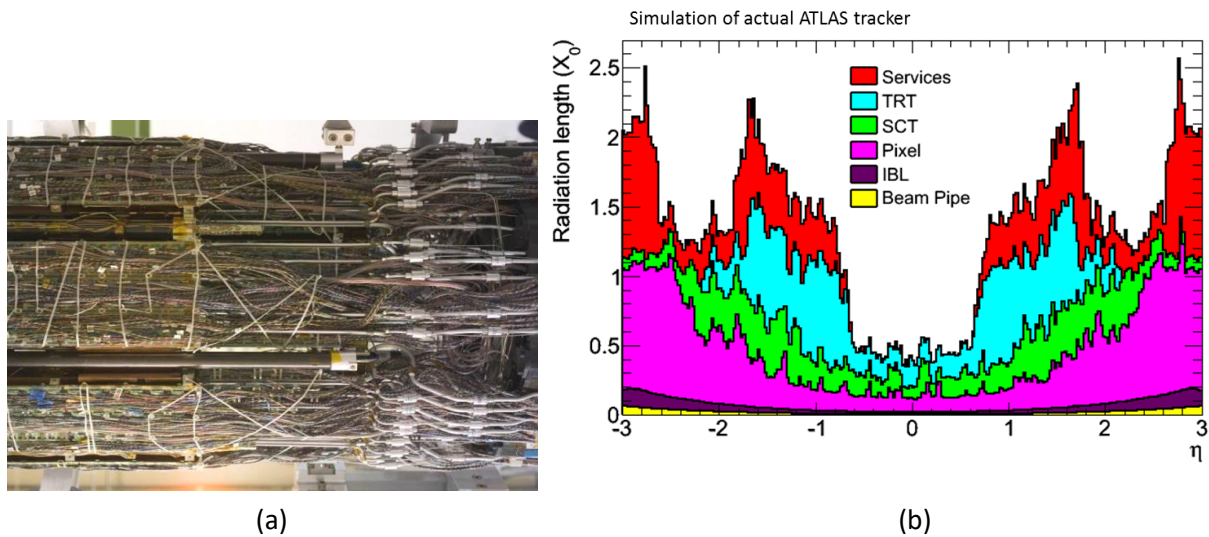 Simulation of actual ATLAS tracker
Radiation length (X0)
2.5
2
1.5
1
0.5
0
Services
TRT
SCT
Pixel
IBL
Beam Pipe
-3 -2 -1 0 1 2 3
η
(a) (b)